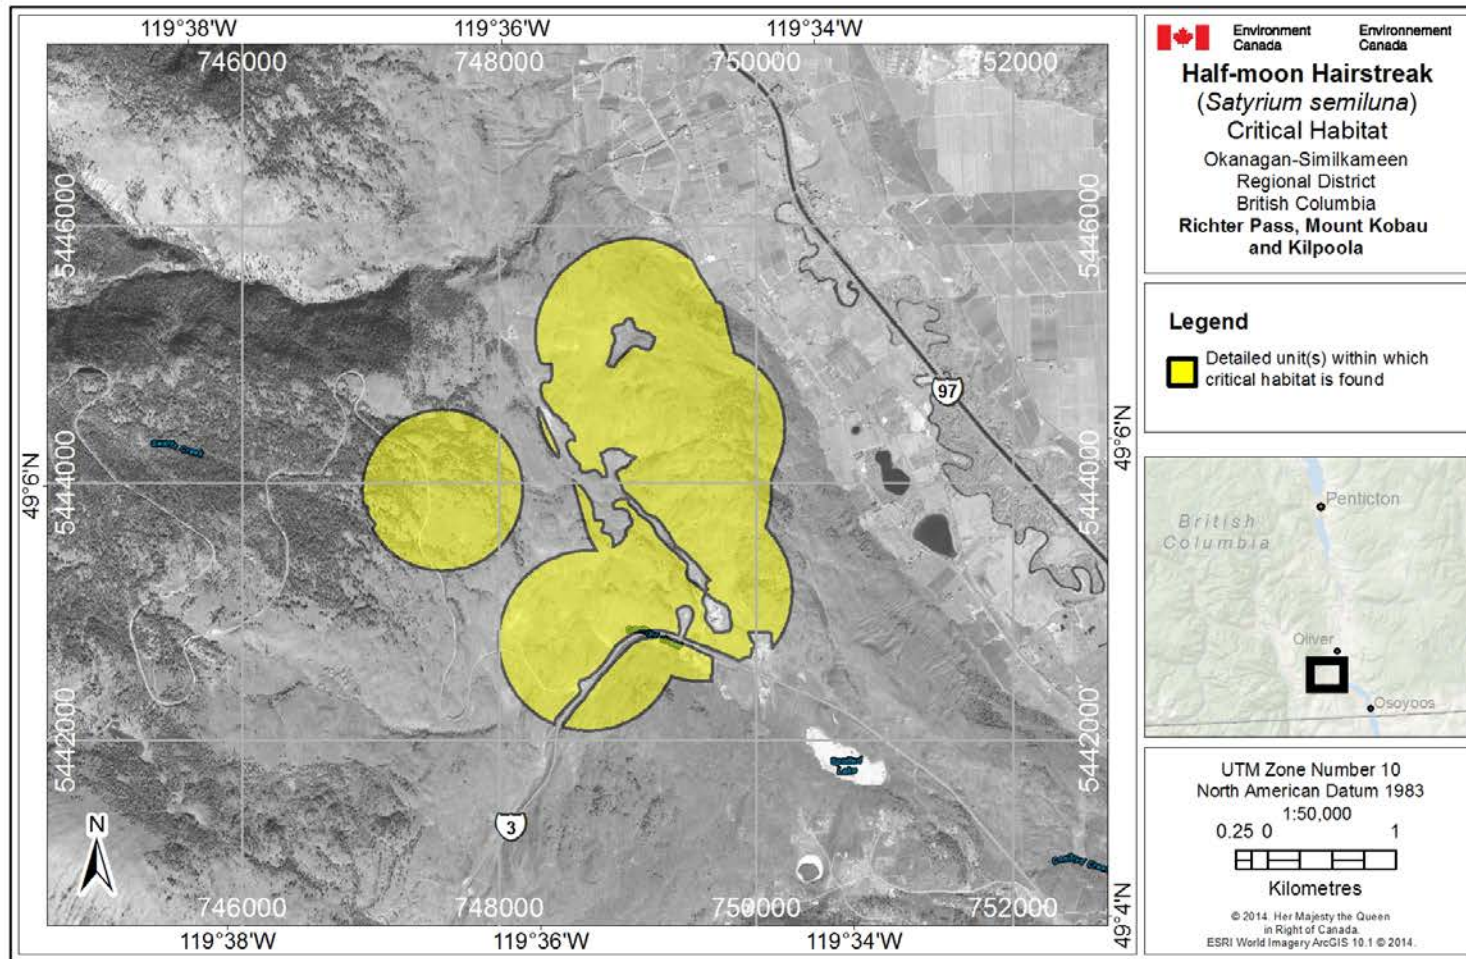 119°38'W 119°36'W 119°34'W
746000 748000 750000 752000
5446000 5446000
97
49°6'N
49°6'N
5444000 5444000
5442000 5442000
Lake
N
3
746000 748000 750000 752000
49°4'N
119°38'W 119°36'W 119°34'W
Environment Canada
Environnement Canada
Half-moon Hairstreak
(Satyrium semiluna)
Critical Habitat
Okanagan-Similkameen
Regional District
British Columbia
Richter Pass, Mount Kobau
and Kilpoola
Legend
Detailed unit(s) within which
critical habitat is found
Penticton
British
Columbia
Oliver
Osoyoos
UTM Zone Number 10
North American Datum 1983
1:50,000
0.25 0 1
Kilometres
© 2014. Her Majesty the Queen
in Right of Canada.
ESRI World Imagery ArcGIS 10.1 © 2014.